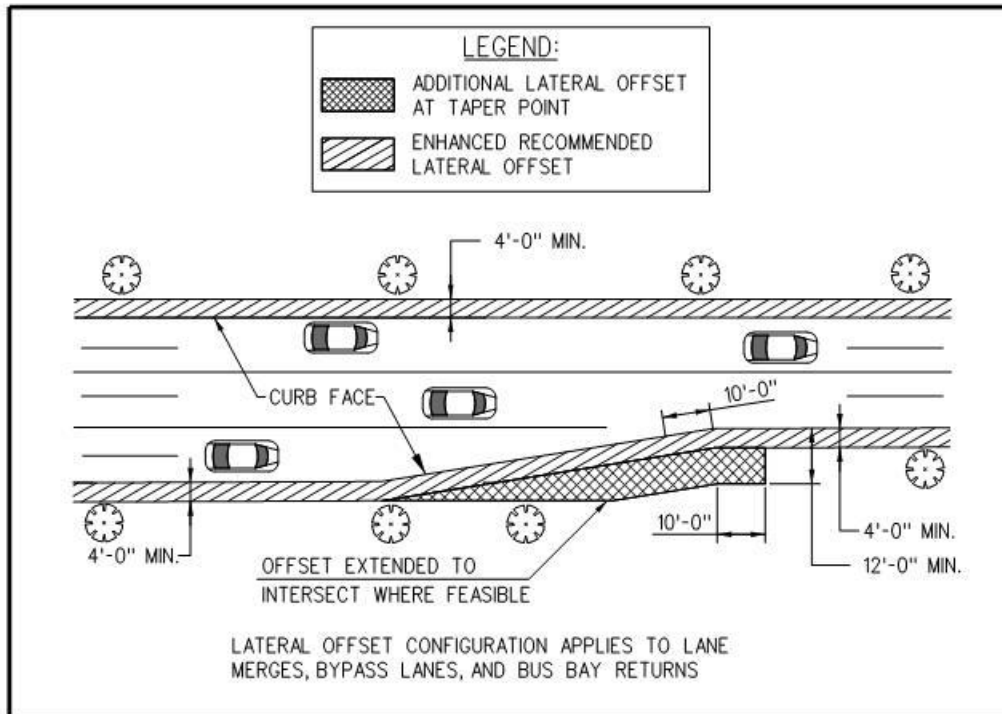 LEGEND:
ADDITIONAL LATERAL OFFSET
AT TAPER POINT
ENHANCED RECOMMENDED
LATERAL OFFSET
4'-0" MIN.
CURB FACE
10'-0"
4'-0" MIN.
10'-0"
4'-0" MIN.
12'-0" MIN.
OFFSET EXTENDED TO
INTERSECT WHERE FEASIBLE
LATERAL OFFSET CONFIGURATION APPLIES TO LANE
MERGES, BYPASS LANES, AND BUS BAY RETURNS